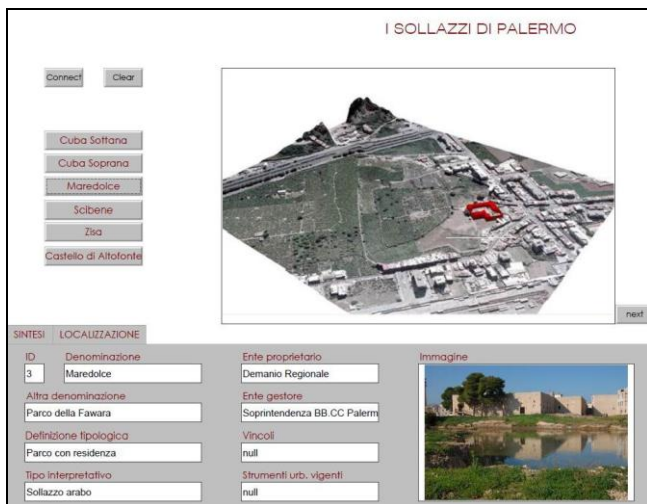 I SOLLAZZI DI PALERMO
Connect Clear
Cuba Sottana
Cuba Soprana
Maredolce
Scibene
Zisa
Castello di Altofonte
next
SINTESI LOCALIZZAZIONE
ID Denominazione Ente proprietario Immagine
3 Maredolce Demanio Regionale
Altra denominazione Ente gestore
Parco della Fawara Soprintendenza BB.CC Palerm
Definizione tipologica Vincoli
Parco con residenza null
Tipo interpretativo Strumenti urb. vigenti
Sollazo arabo null